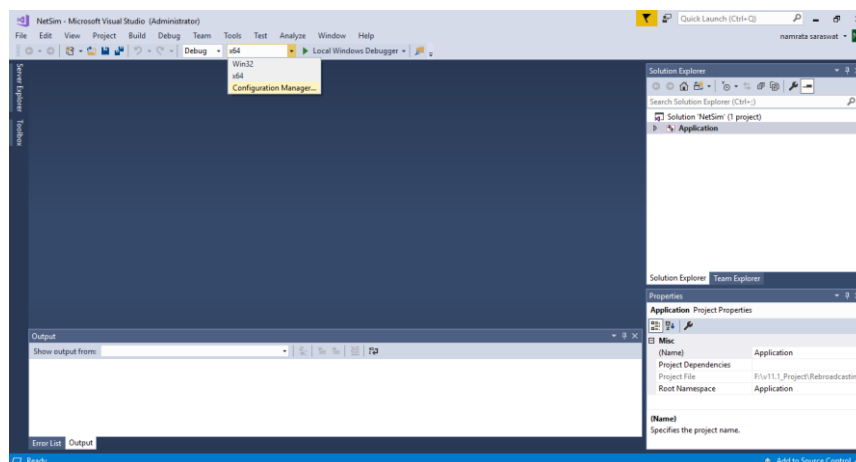 NetSim - Microsoft Visual Studio (Administrator)
Quick Launch (Ctrl+Q)
File Edit View Project Build Debug Team Tools Test Analyze Window Help
namrata saraswat
Debug x64 Local Windows Debugger
Win32
x64
Configuration Manager...
Server Explorer
Toolbox
Solution Explorer
Search Solution Explorer (Ctrl+;)
Solution 'NetSim' (1 project)
Application
Solution Explorer Team Explorer
Properties
Application Project Properties
Misc
(Name) Application
Project Dependencies
Project File F:\v11.1_Project\Rebroadcastin
Root Namespace Application
(Name)
Specifies the project name.
Output
Show output from:
Error List Output
Ready
Add to Source Control